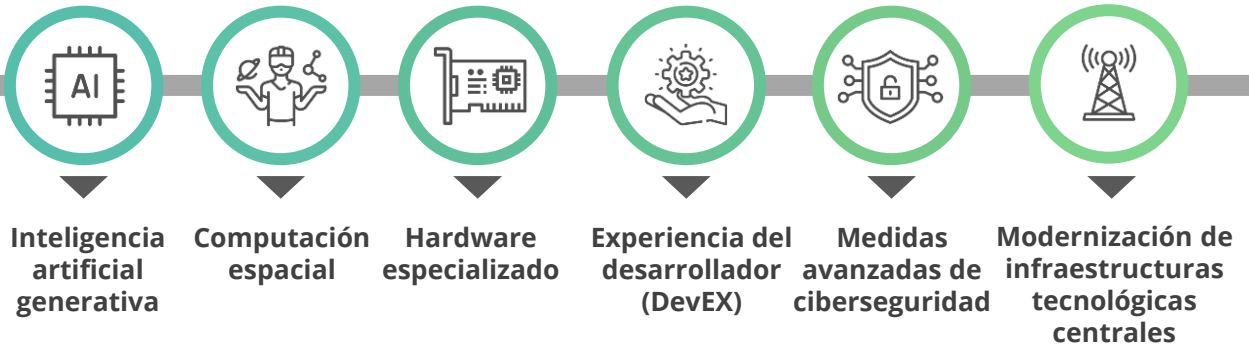 AI
Inteligencia
artificial
generativa
Computación
espacial
Hardware
especializado
Experiencia del
desarrollador
(DevEX)
Medidas
avanzadas de
ciberseguridad
Modernización de
infraestructuras
tecnológicas
centrales